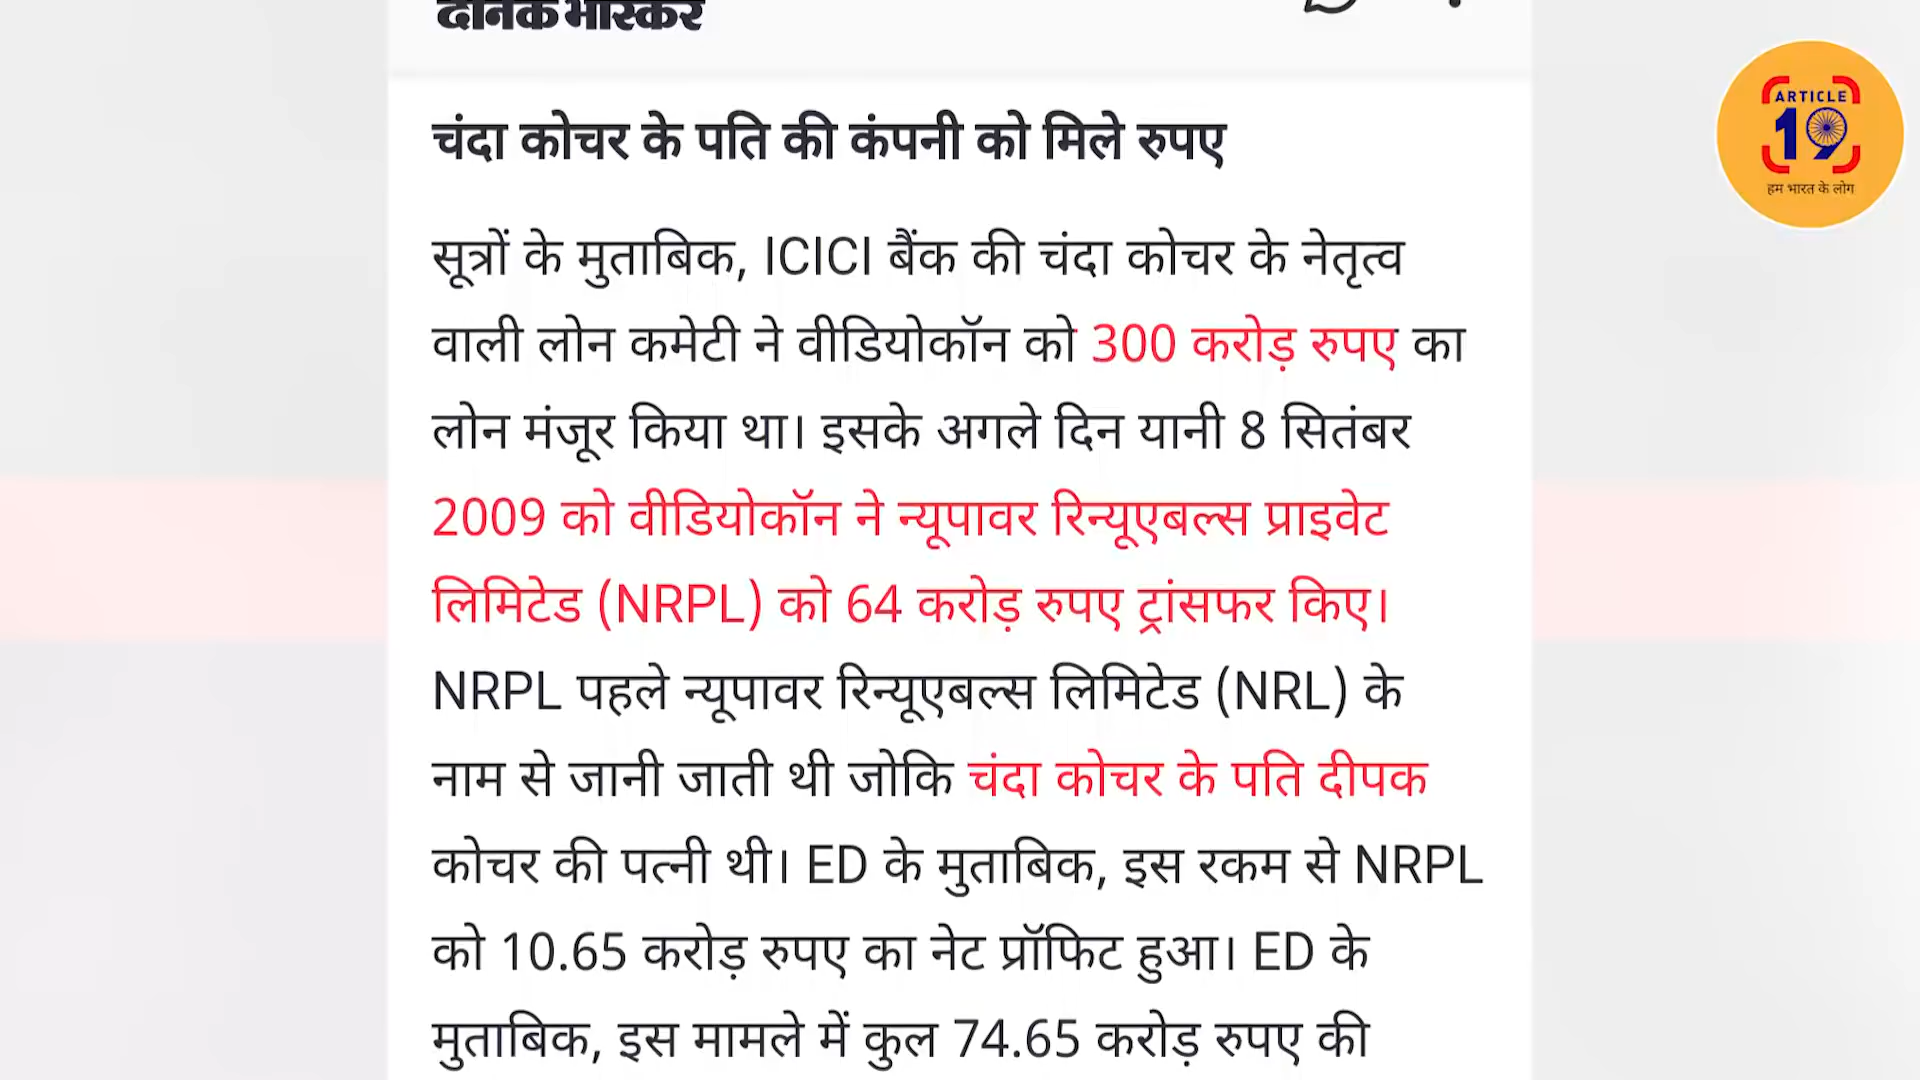 दैनिक भास्कर
ARTICLE
19
हम भारत के लोग
चंदा कोचर के पति की कंपनी को मिले रुपए
सूत्रों के मुताबिक, ICICI बैंक की चंदा कोचर के नेतृत्व
वाली लोन कमेटी ने वीडियोकॉन को 300 करोड़ रुपए का
लोन मंजूर किया था। इसके अगले दिन यानी 8 सितंबर
2009 को वीडियोकॉन ने न्यूपावर रिन्यूएबल्स प्राइवेट
लिमिटेड (NRPL) को 64 करोड़ रुपए ट्रांसफर किए।
NRPL पहले न्यूपावर रिन्यूएबल्स लिमिटेड (NRL) के
नाम से जानी जाती थी जोकि चंदा कोचर के पति दीपक
कोचर की पत्नी थी। ED के मुताबिक, इस रकम से NRPL
को 10.65 करोड़ रुपए का नेट प्रॉफिट हुआ। ED के
मुताबिक, इस मामले में कुल 74.65 करोड़ रुपए की